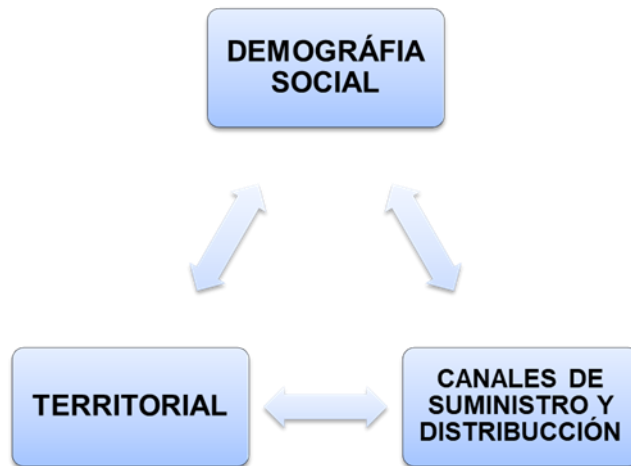 DEMOGRÁFIA
SOCIAL
TERRITORIAL
CANALES DE
SUMINISTRO Y
DISTRIBUCCIÓN